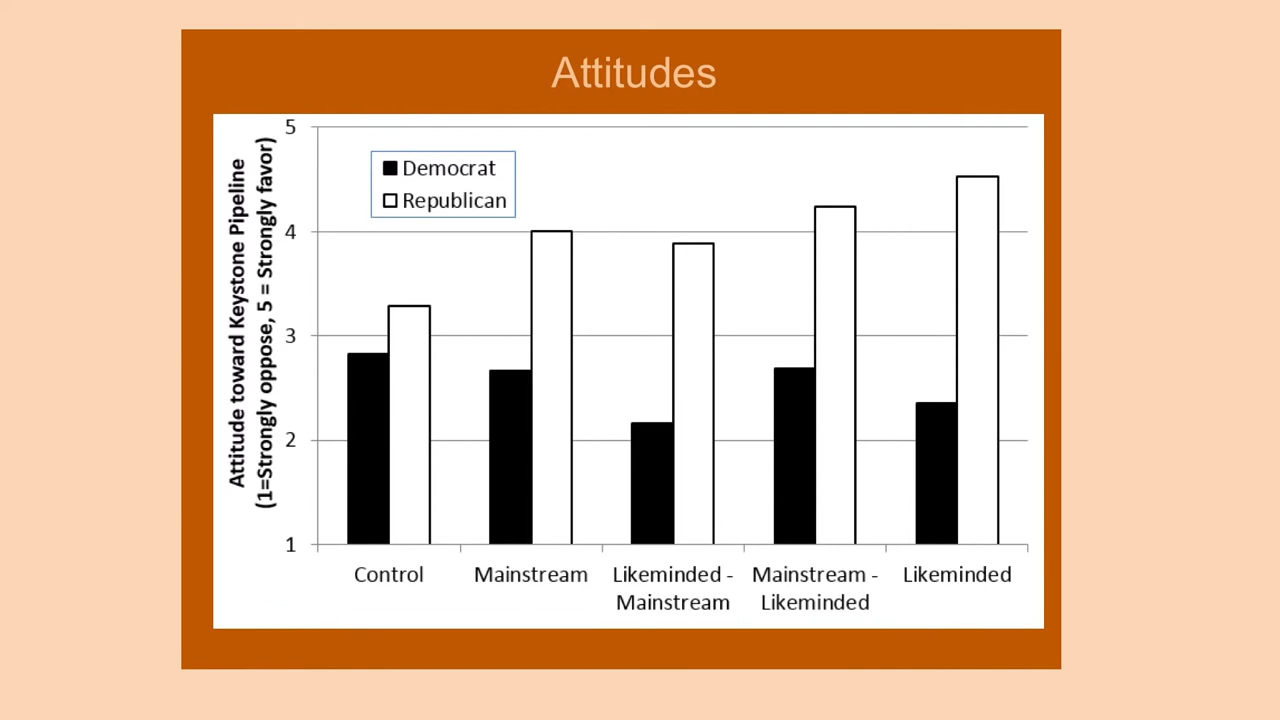 Attitudes
Attitude toward Keystone Pipeline
(1=Strongly oppose, 5 = Strongly favor)
5
4
3
2
1
Democrat
Republican
Control
Mainstream
Likeminded -
Mainstream
Mainstream -
Likeminded
Likeminded